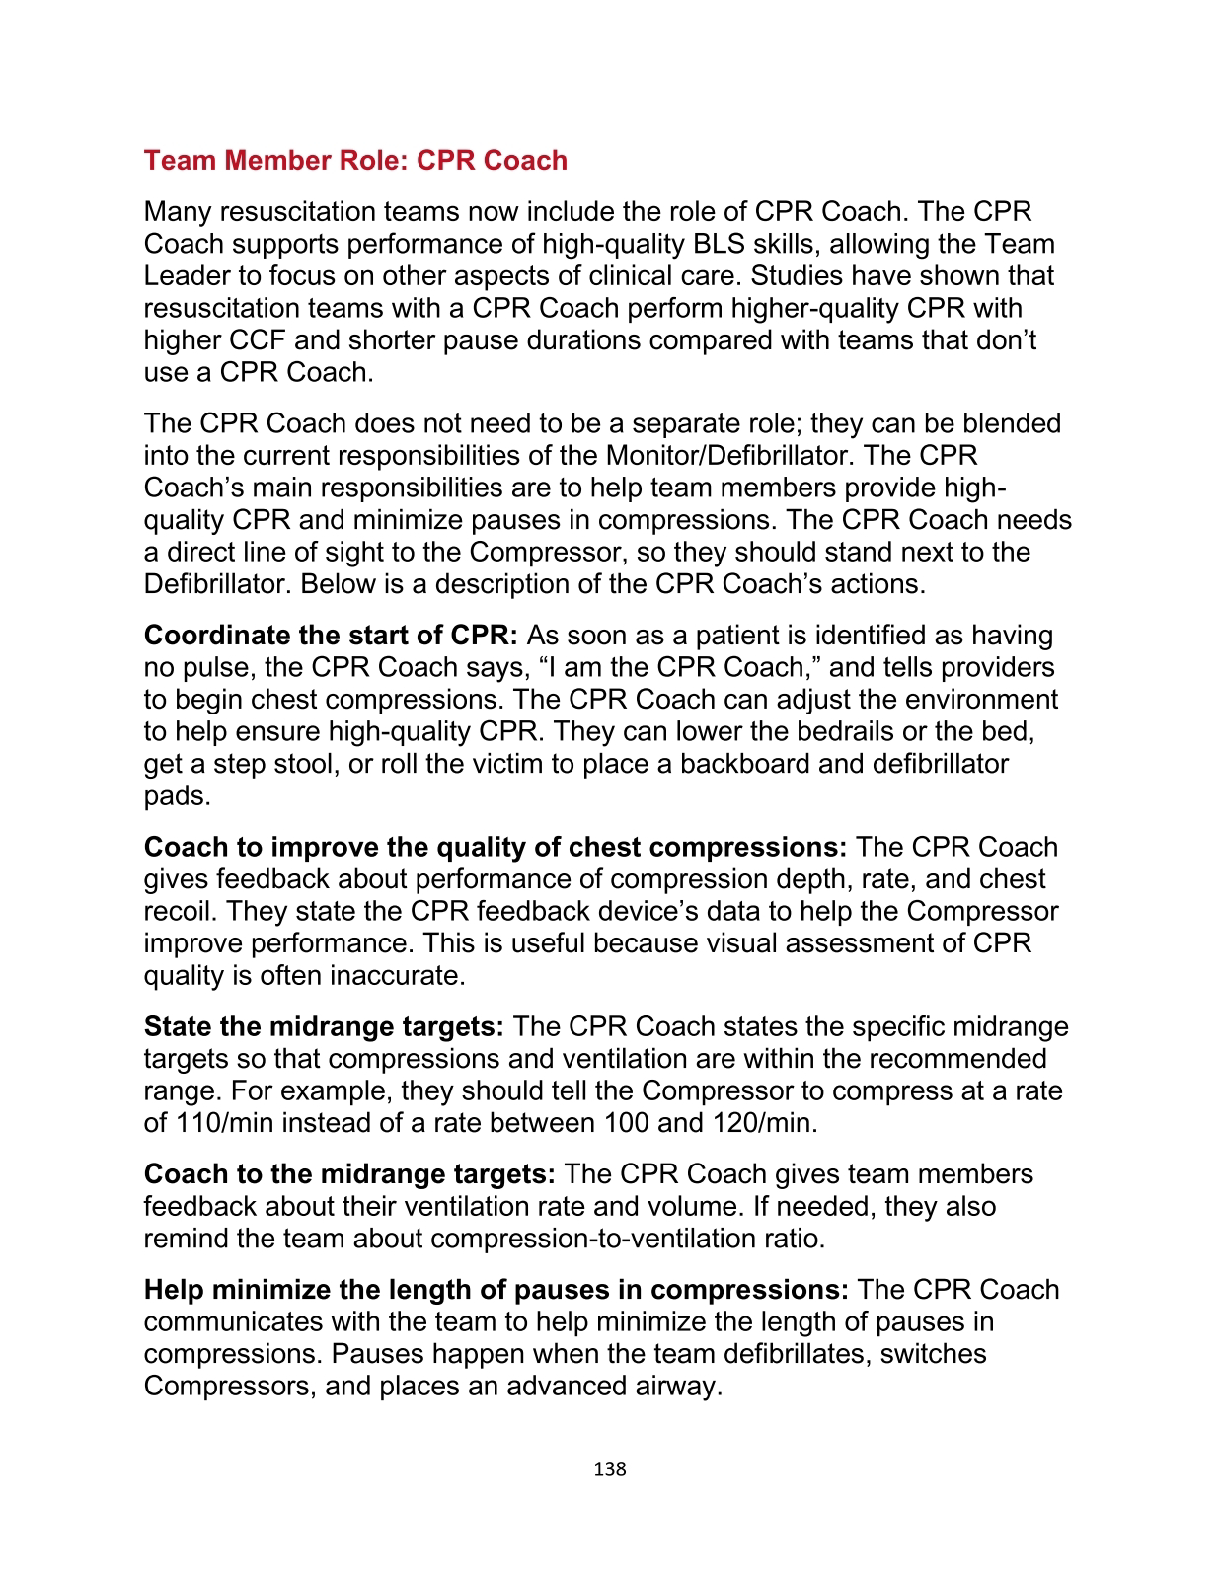 Team Member Role: CPR Coach
Many resuscitation teams now include the role of CPR Coach. The CPR
Coach supports performance of high-quality BLS skills, allowing the Team
Leader to focus on other aspects of clinical care. Studies have shown that
resuscitation teams with a CPR Coach perform higher-quality CPR with
higher CCF and shorter pause durations compared with teams that don’t
use a CPR Coach.
The CPR Coach does not need to be a separate role; they can be blended
into the current responsibilities of the Monitor/Defibrillator. The CPR
Coach’s main responsibilities are to help team members provide high-
quality CPR and minimize pauses in compressions. The CPR Coach needs
a direct line of sight to the Compressor, so they should stand next to the
Defibrillator. Below is a description of the CPR Coach’s actions.
Coordinate the start of CPR: As soon as a patient is identified as having
no pulse, the CPR Coach says, “I am the CPR Coach,” and tells providers
to begin chest compressions. The CPR Coach can adjust the environment
to help ensure high-quality CPR. They can lower the bedrails or the bed,
get a step stool, or roll the victim to place a backboard and defibrillator
pads.
Coach to improve the quality of chest compressions: The CPR Coach
gives feedback about performance of compression depth, rate, and chest
recoil. They state the CPR feedback device’s data to help the Compressor
improve performance. This is useful because visual assessment of CPR
quality is often inaccurate.
State the midrange targets: The CPR Coach states the specific midrange
targets so that compressions and ventilation are within the recommended
range. For example, they should tell the Compressor to compress at a rate
of 110/min instead of a rate between 100 and 120/min.
Coach to the midrange targets: The CPR Coach gives team members
feedback about their ventilation rate and volume. If needed, they also
remind the team about compression-to-ventilation ratio.
Help minimize the length of pauses in compressions: The CPR Coach
communicates with the team to help minimize the length of pauses in
compressions. Pauses happen when the team defibrillates, switches
Compressors, and places an advanced airway.
138